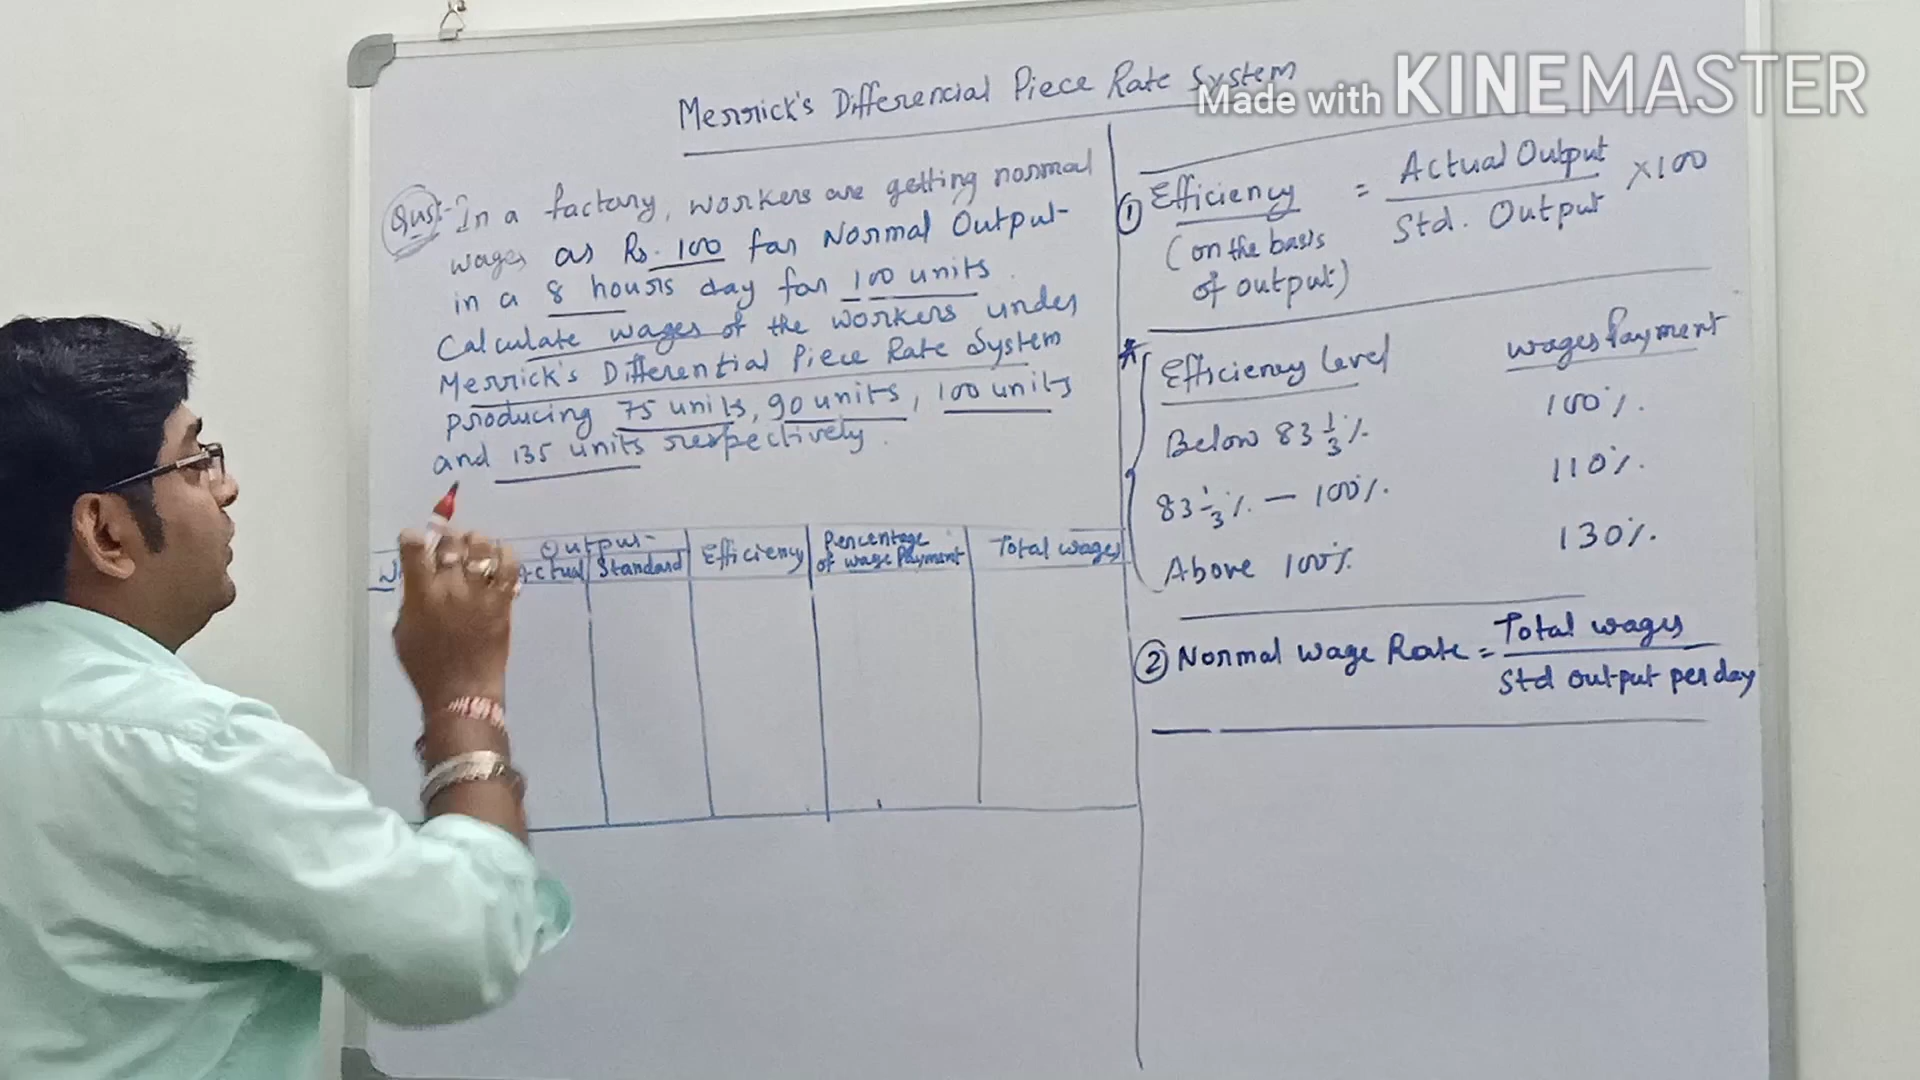 Merrick's Differencial Piece Rate System
Made with KINEMASTER
Qus:- In a factory, workers are getting normal
wages as Rs. 100 for Normal Output
in a 8 hours day for 100 units.
Calculate wages of the workers under
Merrick's Differential Piece Rate System
producing 75 units, 90 units, 100 units
and 135 units respectively.
Output
Actual Standard Efficiency Percentage of wage Payment Total wages
① Efficiency = Actual Output / Std. Output ×100
(on the basis
of output)
* Efficiency Level Wages Payment
Below 83 1/3 % 100%.
83 1/3 % — 100%. 110%.
Above 100% 130%.
② Normal Wage Rate = Total wages / Std output per day